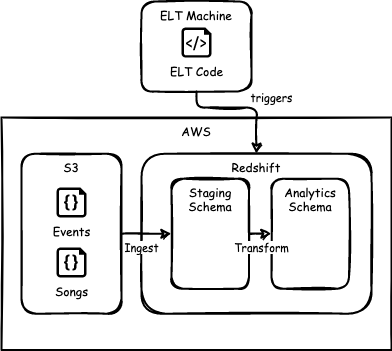 ELT Machine
</>
ELT Code
triggers
AWS
S3
{}
Events
{}
Songs
Ingest
Redshift
Staging
Schema
Transform
Analytics
Schema